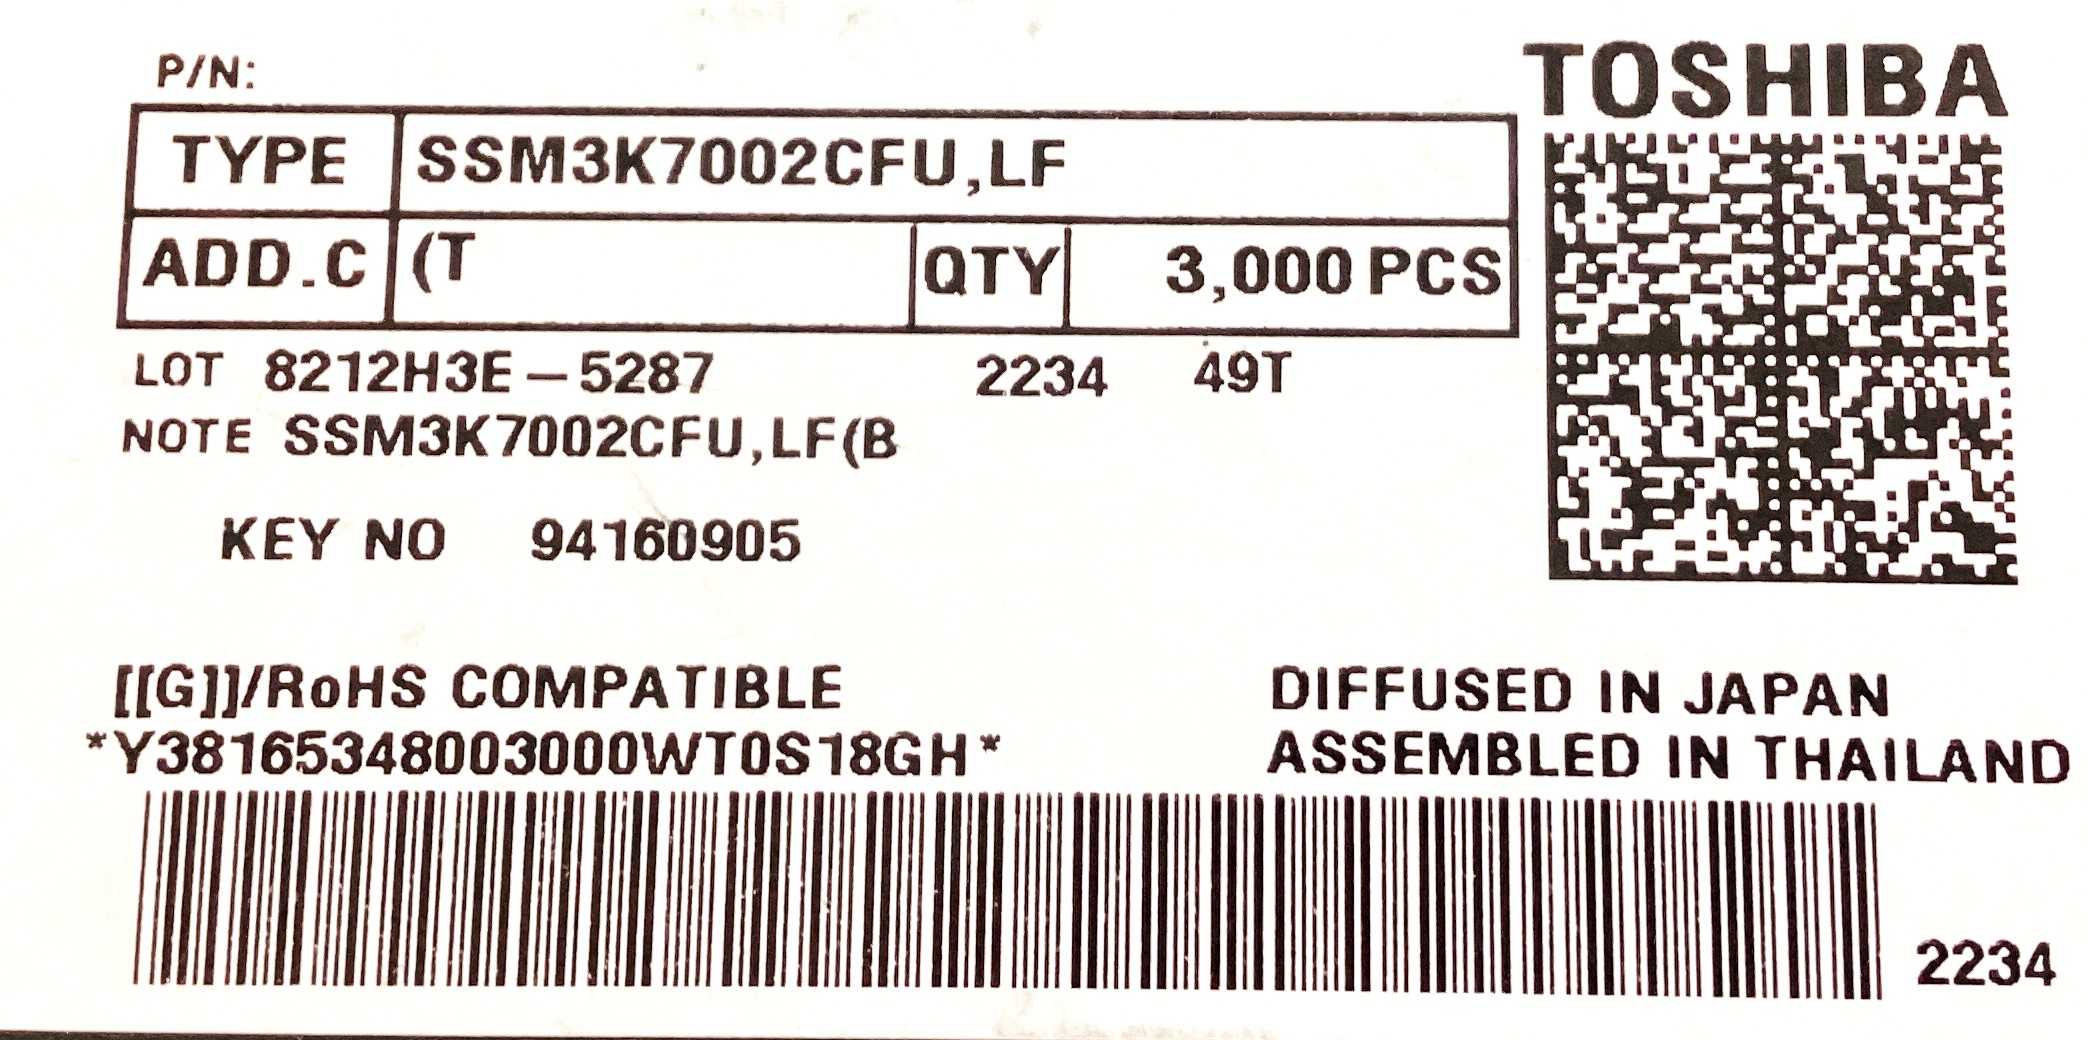 P/N:
TOSHIBA
TYPE SSM3K7002CFU,LF
ADD.C (T QTY 3,000 PCS
LOT 8212H3E-5287 2234 49T
NOTE SSM3K7002CFU,LF(B
KEY NO 94160905
[[G]]/RoHS COMPATIBLE
DIFFUSED IN JAPAN
*Y38165348003000WT0S18GH*
ASSEMBLED IN THAILAND
2234